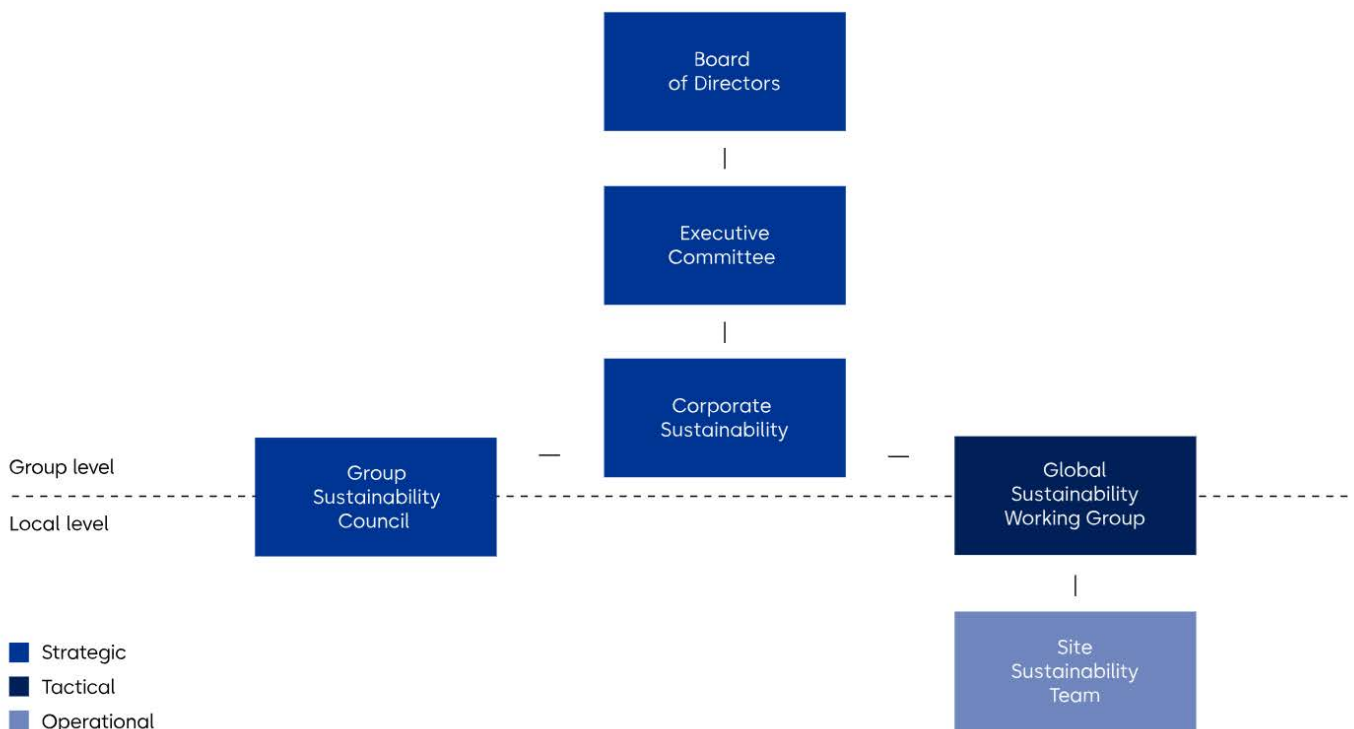 Board
of Directors
Executive
Committee
Corporate
Sustainability
Group level
Local level
Group
Sustainability
Council
Global
Sustainability
Working Group
Site
Sustainability
Team
Strategic
Tactical
Operational